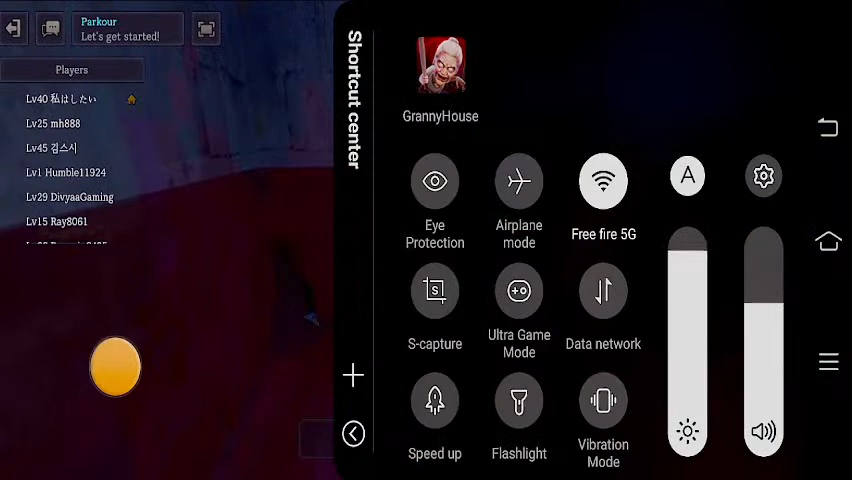 Parkour
Let's get started!
Players
Lv40 私はしたい
Lv25 mh888
Lv45 김스시
Lv1 Humble11924
Lv29 DivyaaGaming
Lv15 Ray8061
Shortcut center
GrannyHouse
Eye
Protection
Airplane
mode
Free fire 5G
A
S-capture
Ultra Game
Mode
Data network
Speed up
Flashlight
Vibration
Mode